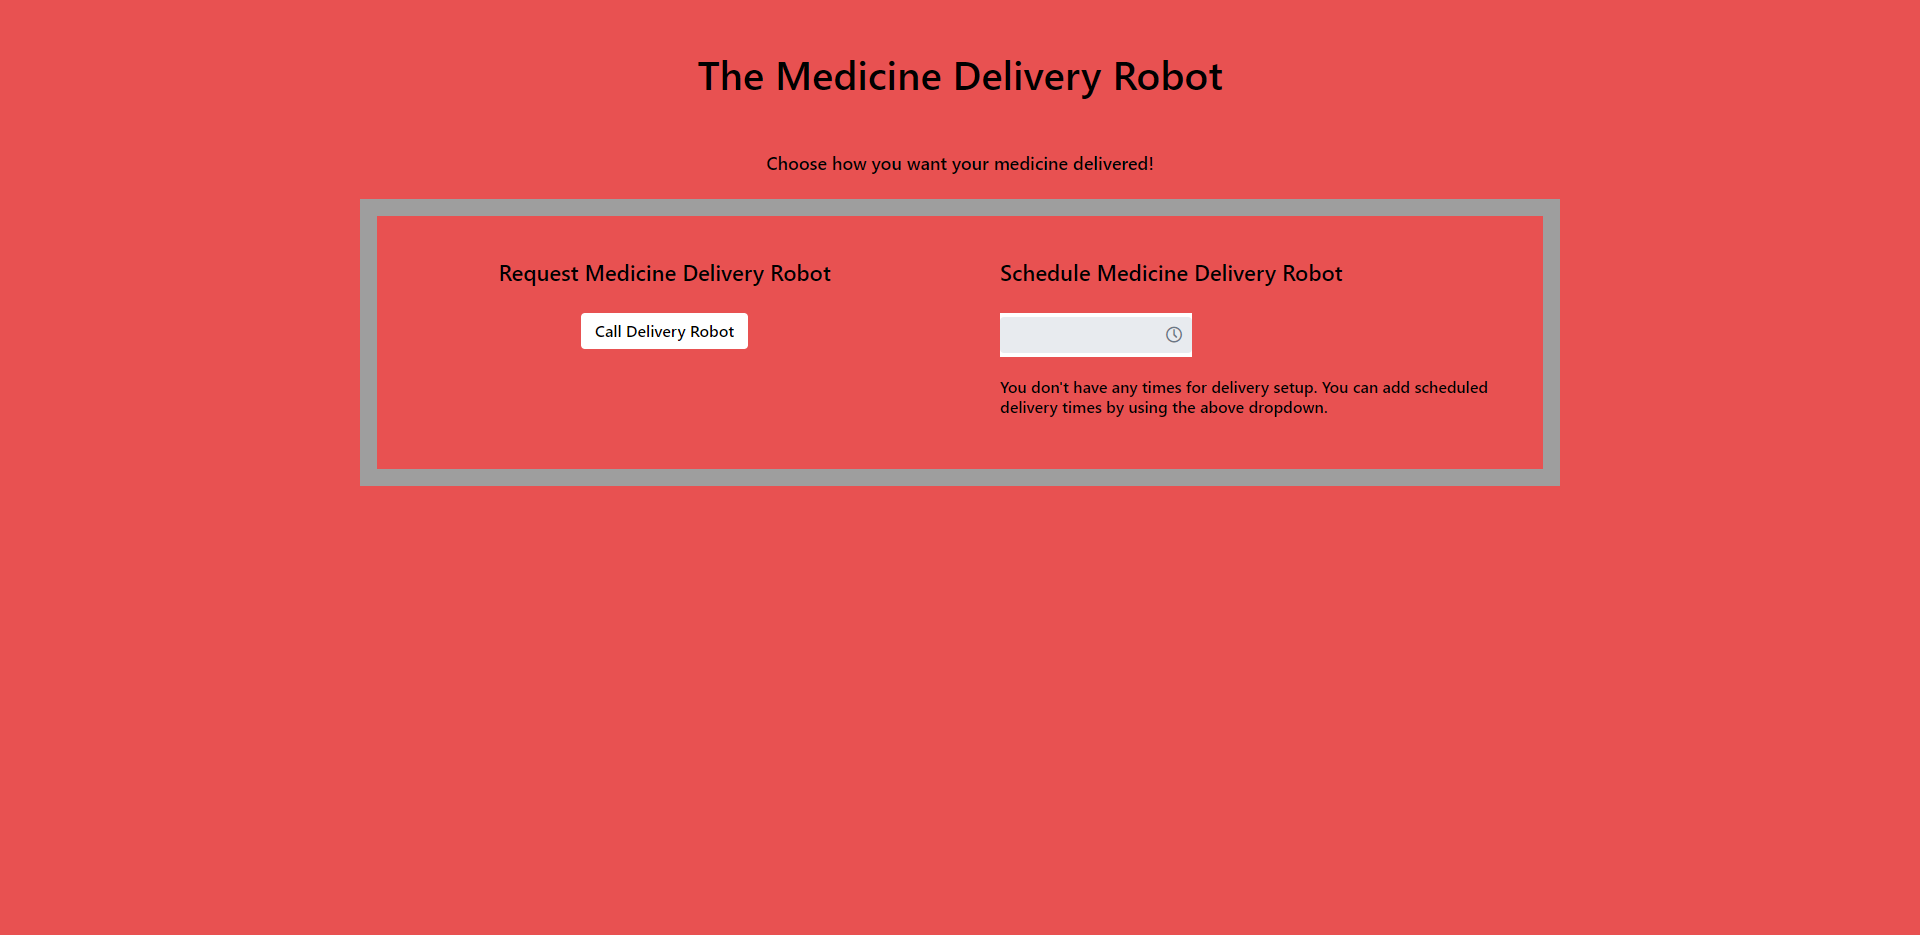 The Medicine Delivery Robot
Choose how you want your medicine delivered!
Request Medicine Delivery Robot
Call Delivery Robot
Schedule Medicine Delivery Robot
You don't have any times for delivery setup. You can add scheduled
delivery times by using the above dropdown.